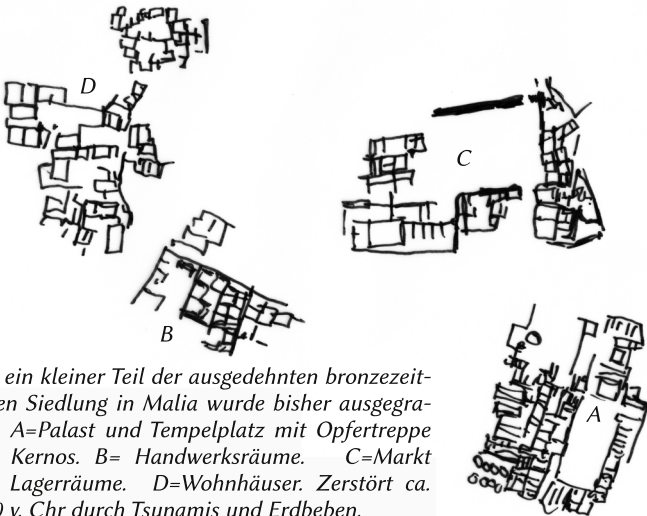 D
C
B
A
ein kleiner Teil der ausgedehnten bronzezeit-
en Siedlung in Malia wurde bisher ausgegra-
A=Palast und Tempelplatz mit Opfertreppe
Kernos. B= Handwerksräume. C=Markt
Lagerräume. D=Wohnhäuser. Zerstört ca.
v. Chr durch Tsunamis und Erdbeben.